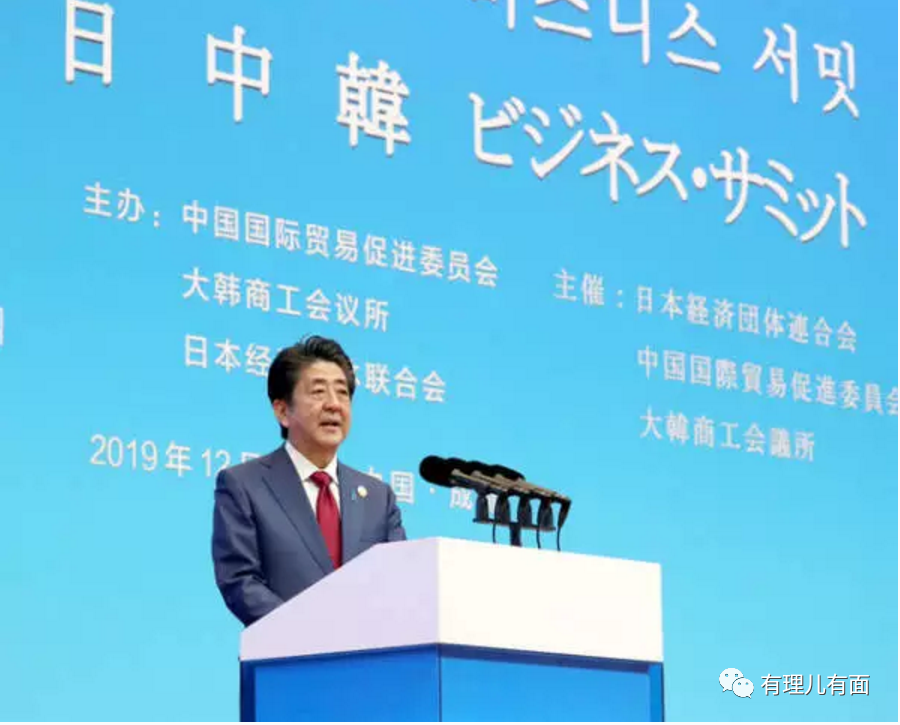 비즈니스 서밋
日中韓 ビジネス・サミット
主办：中国国际贸易促进委员会
大韩商工会议所
日本经 联合会
2019年12 国·成
主催：日本経済団体連合会
中国国際貿易促進委員会
大韓商工会議所
有理儿有面